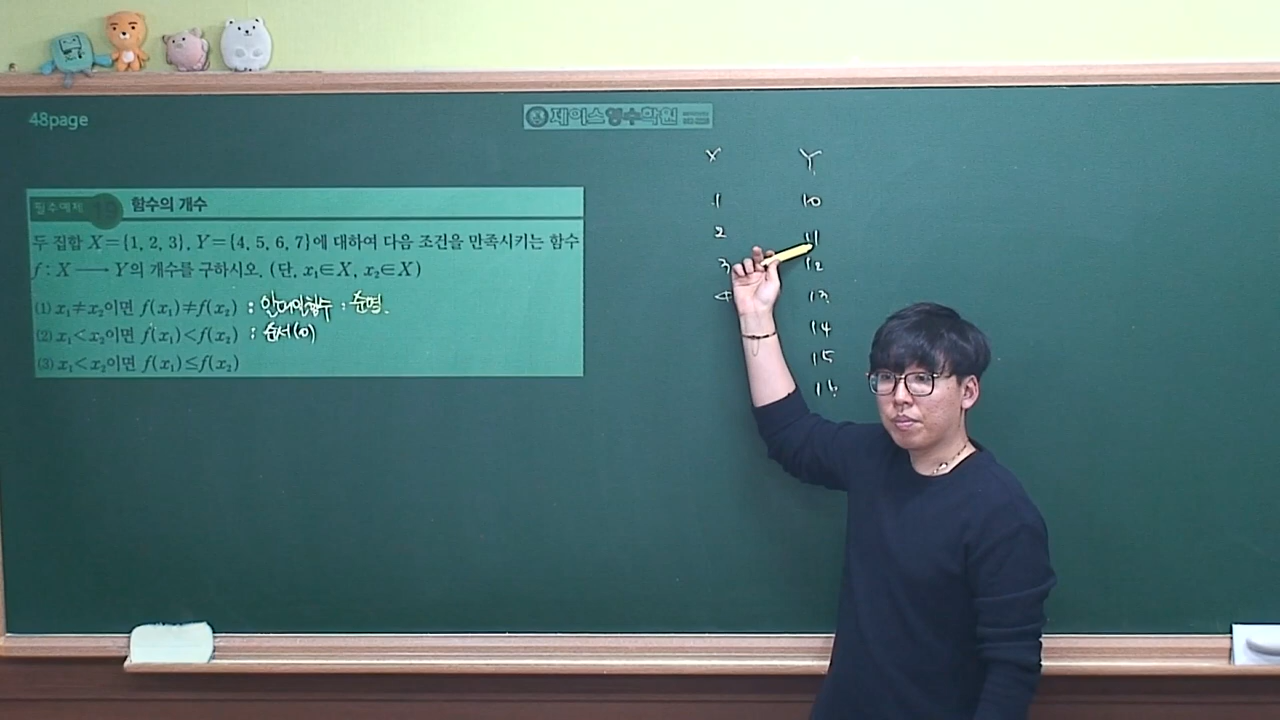 48page
제이스영수학원
필수예제
함수의 개수
두 집합 X={1, 2, 3}, Y={4, 5, 6, 7}에 대하여 다음 조건을 만족시키는 함수
f : X ⟶ Y의 개수를 구하시오. (단, x₁∈X, x₂∈X)
(1) x₁≠x₂이면 f(x₁)≠f(x₂) : 일대일함수 : 순열.
(2) x₁<x₂이면 f(x₁)<f(x₂) : 순서(o)
(3) x₁<x₂이면 f(x₁)≤f(x₂)
X Y
1 10
2 11
3 12
4 13
14
15
16